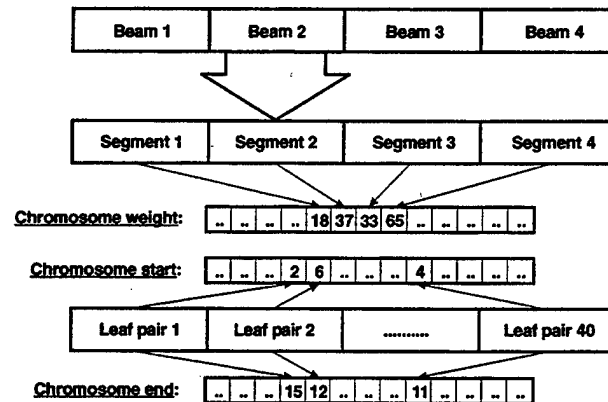 Beam 1 Beam 2 Beam 3 Beam 4
Segment 1 Segment 2 Segment 3 Segment 4
Chromosome weight: .. .. .. .. 18 37 33 65 .. .. .. .. ..
Chromosome start: .. .. .. 2 6 .. .. .. 4 .. .. .. ..
Leaf pair 1 Leaf pair 2 .......... Leaf pair 40
Chromosome end: .. .. .. 15 12 .. .. .. 11 .. .. .. ..